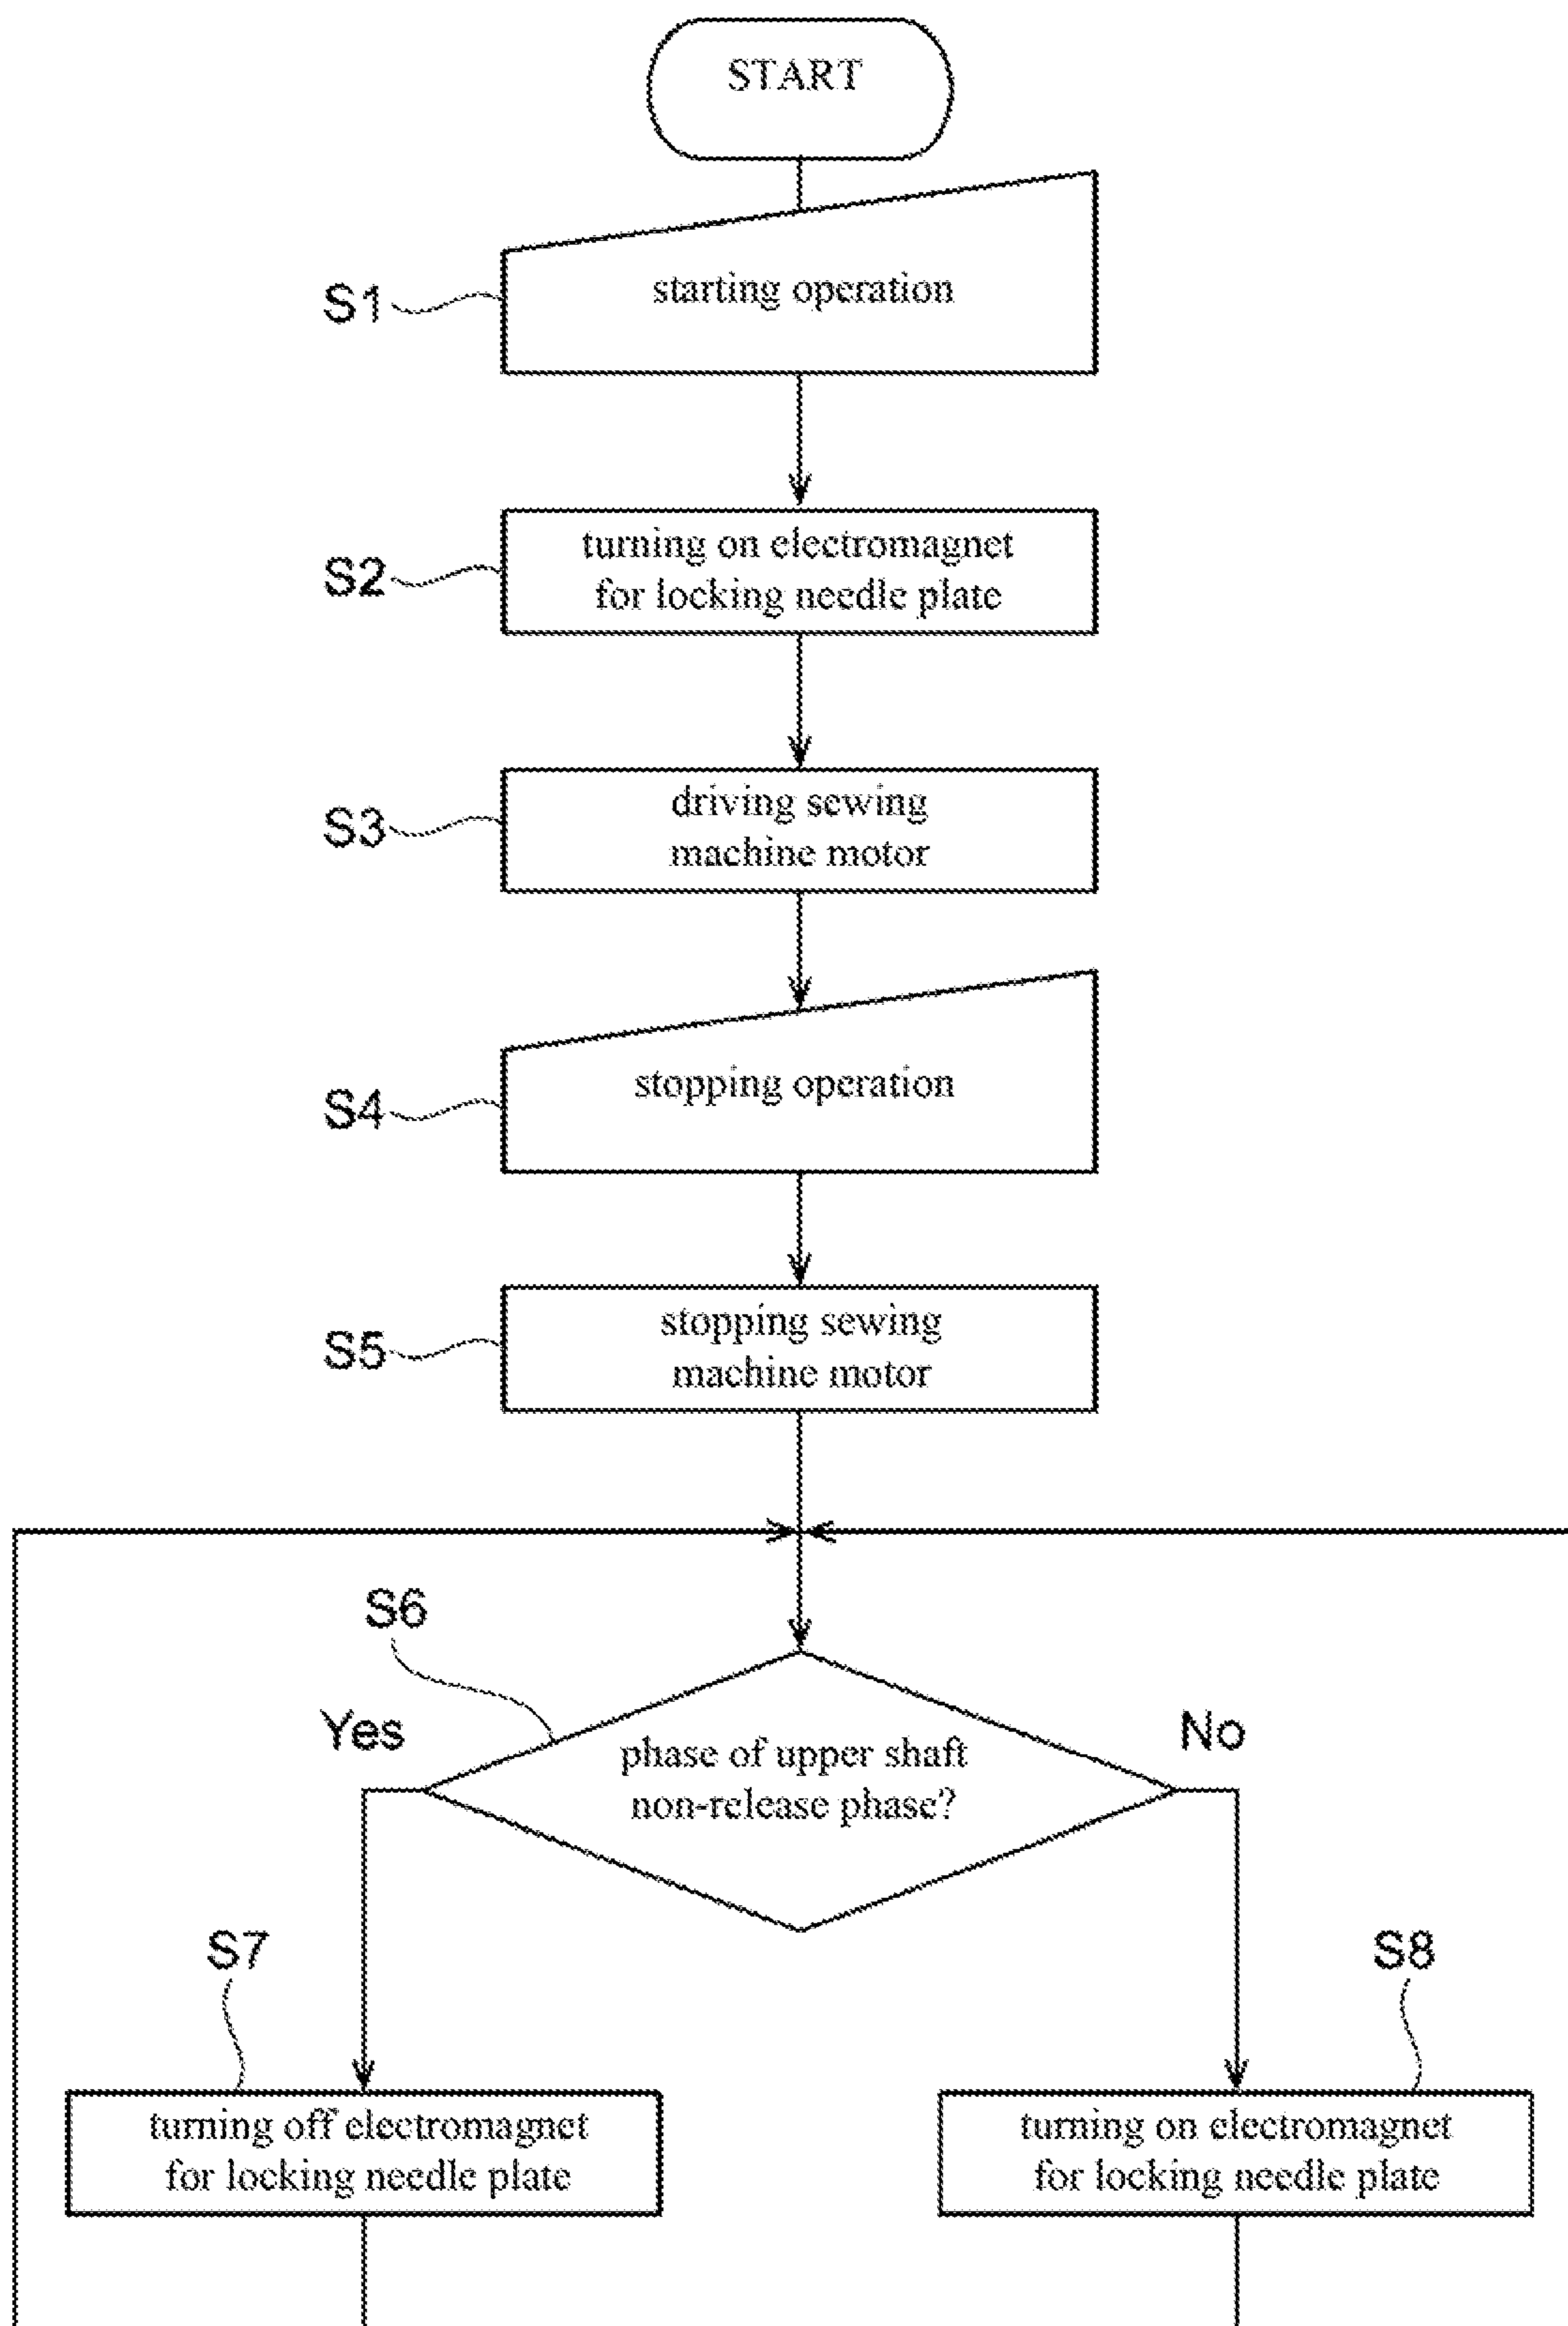 START
S1
starting operation
S2
turning on electromagnet
for locking needle plate
S3
driving sewing
machine motor
S4
stopping operation
S5
stopping sewing
machine motor
S6
Yes
No
phase of upper shaft
non-release phase?
S7
S8
turning off electromagnet
for locking needle plate
turning on electromagnet
for locking needle plate